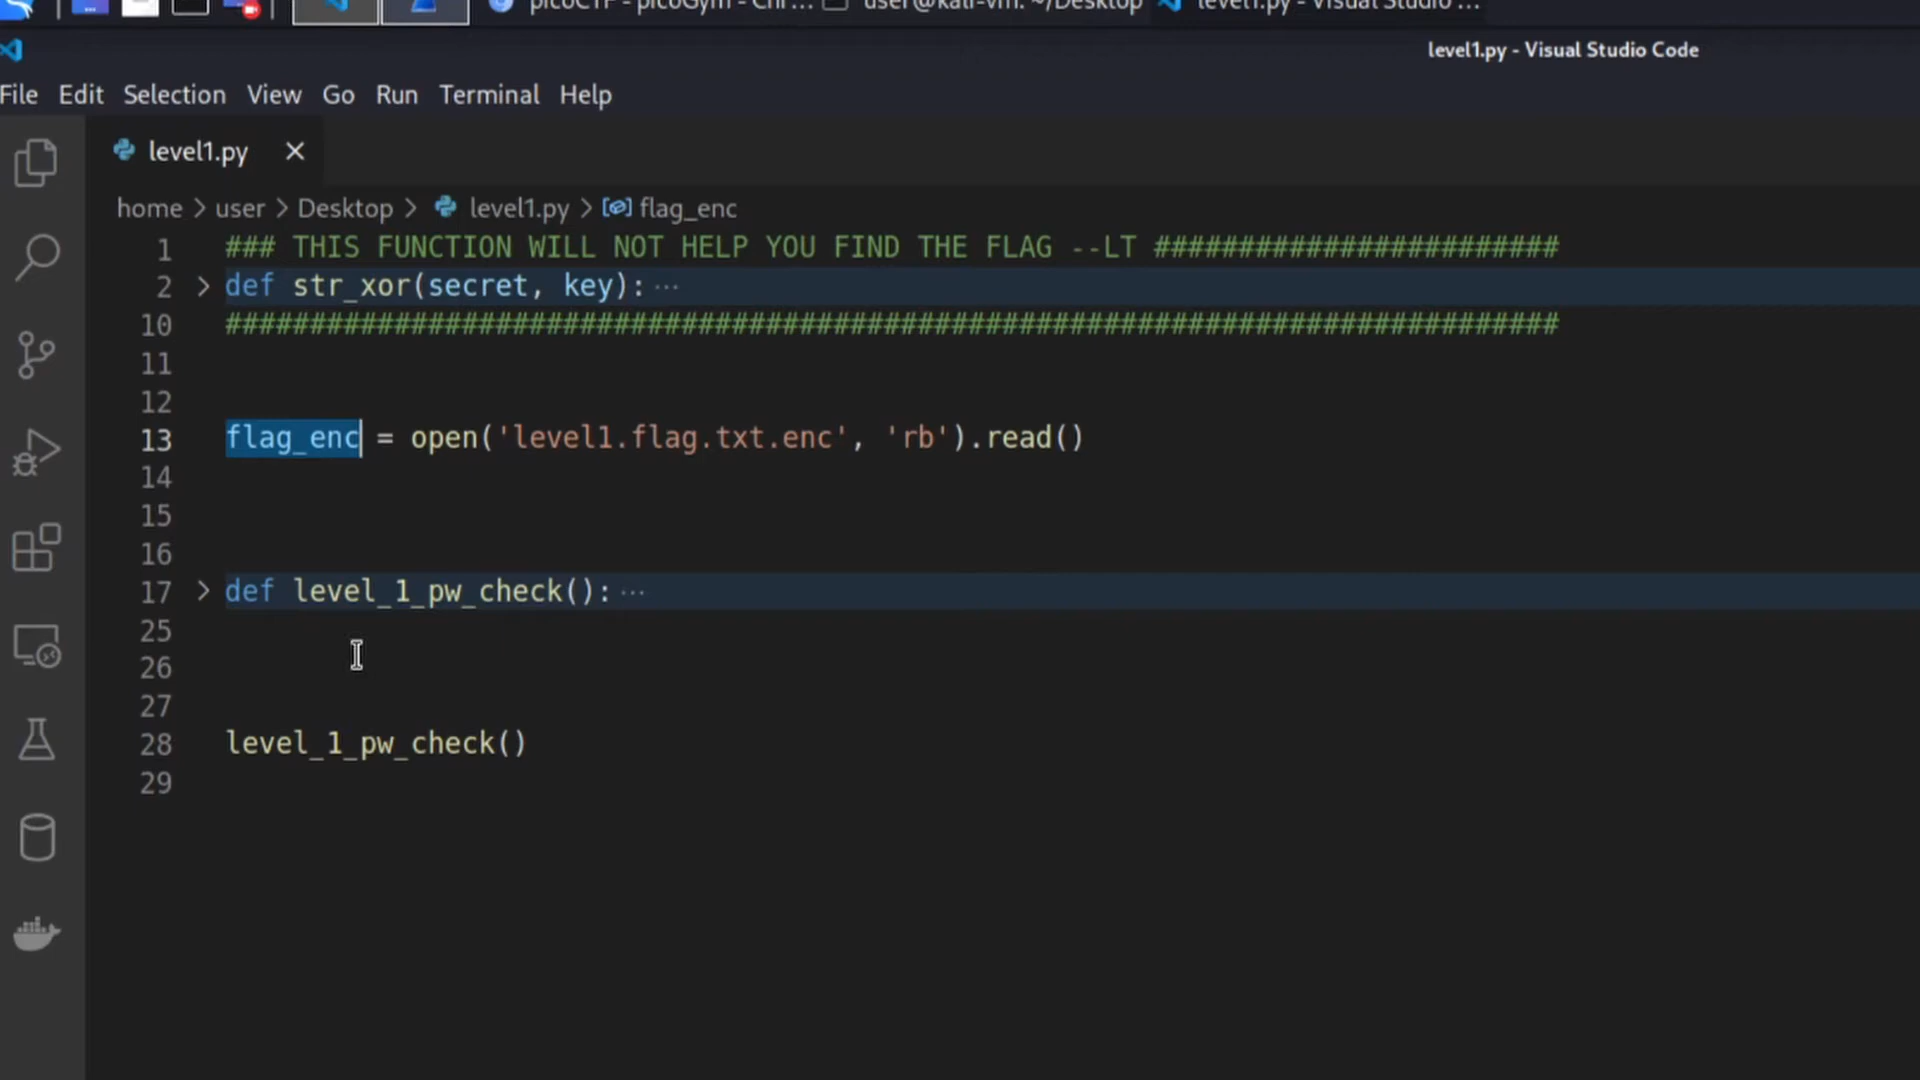 picoCTF - picoGym - Chr... user@kali-vm: ~/Desktop level1.py - Visual Studio ...
level1.py - Visual Studio Code
File Edit Selection View Go Run Terminal Help
level1.py
home > user > Desktop > level1.py > flag_enc
1 ### THIS FUNCTION WILL NOT HELP YOU FIND THE FLAG --LT ########################
2 def str_xor(secret, key): ...
10 ###############################################################################
11
12
13 flag_enc = open('level1.flag.txt.enc', 'rb').read()
14
15
16
17 def level_1_pw_check(): ...
25
26
27
28 level_1_pw_check()
29